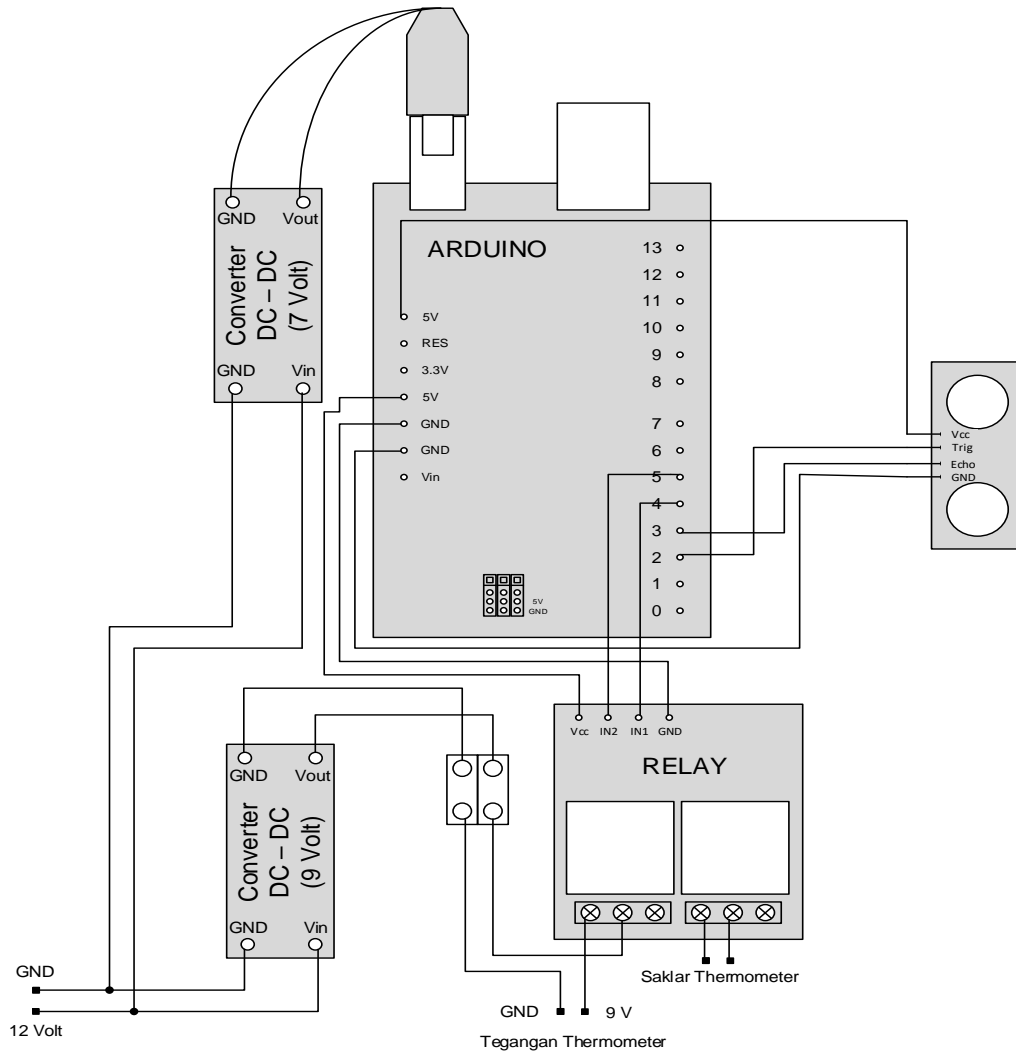 GND Vout
Converter
DC – DC
(7 Volt)
GND Vin
ARDUINO
5V
RES
3.3V
5V
GND
GND
Vin
13
12
11
10
9
8
7
6
5
4
3
2
1
0
5V
GND
Vcc
Trig
Echo
GND
GND Vout
Converter
DC – DC
(9 Volt)
GND Vin
Vcc IN2 IN1 GND
RELAY
Saklar Thermometer
GND
12 Volt
GND 9 V
Tegangan Thermometer